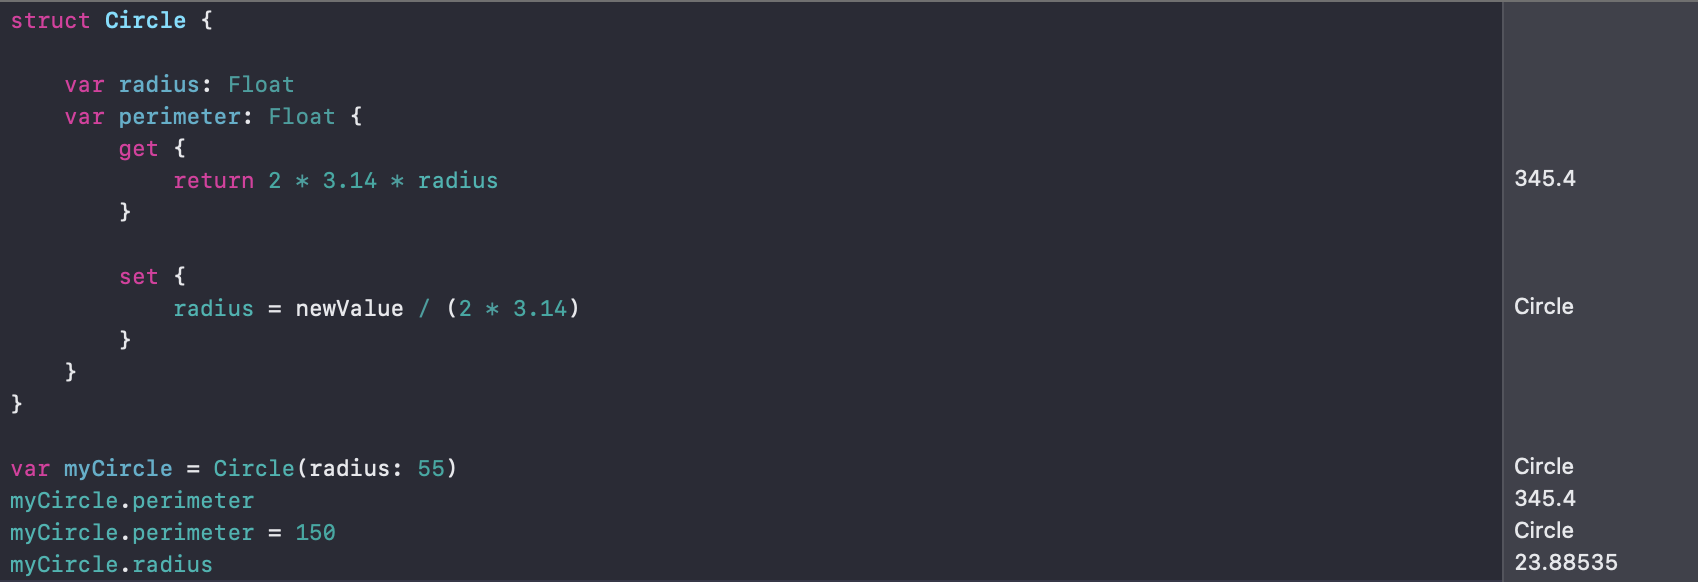 struct Circle {
    var radius: Float
    var perimeter: Float {
        get {
            return 2 * 3.14 * radius 345.4
        }
        set {
            radius = newValue / (2 * 3.14) Circle
        }
    }
}
var myCircle = Circle(radius: 55) Circle
myCircle.perimeter 345.4
myCircle.perimeter = 150 Circle
myCircle.radius 23.88535